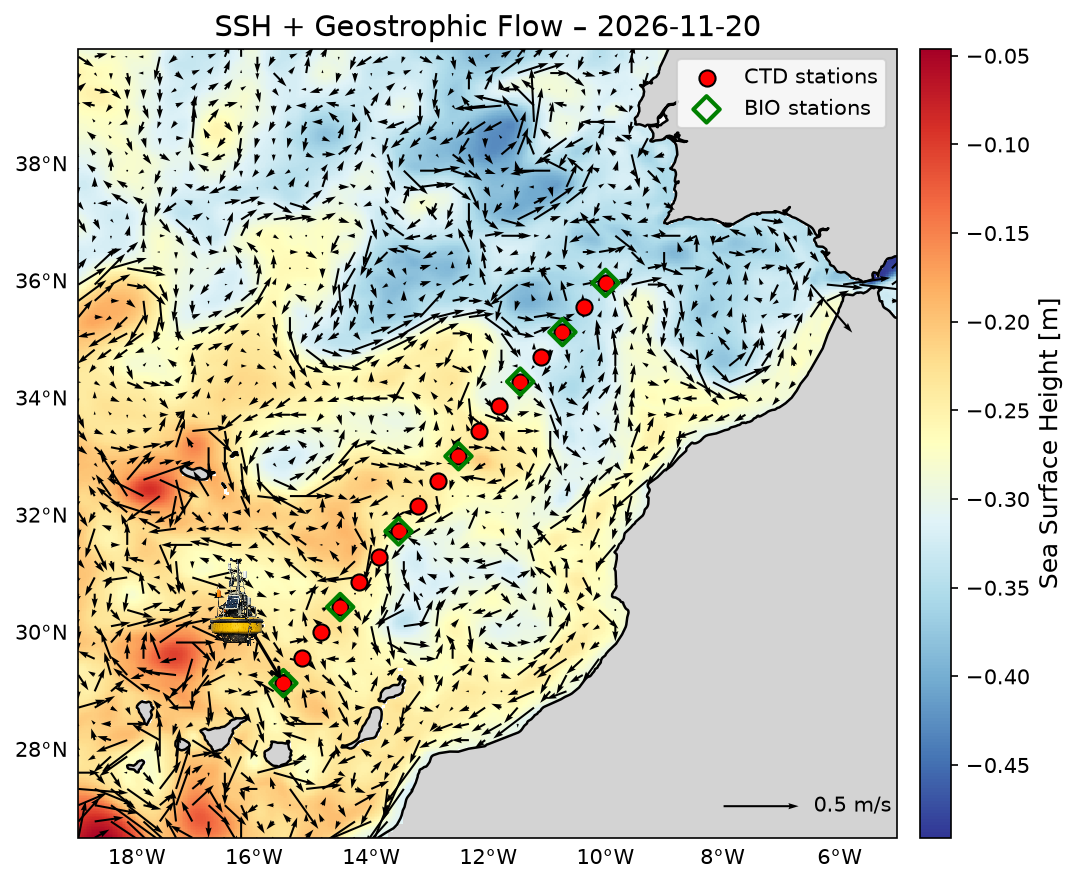 SSH + Geostrophic Flow – 2026-11-20
CTD stations
BIO stations
38°N
36°N
34°N
32°N
30°N
28°N
18°W
16°W
14°W
12°W
10°W
8°W
6°W
0.5 m/s
−0.05
−0.10
−0.15
−0.20
−0.25
−0.30
−0.35
−0.40
−0.45
Sea Surface Height [m]